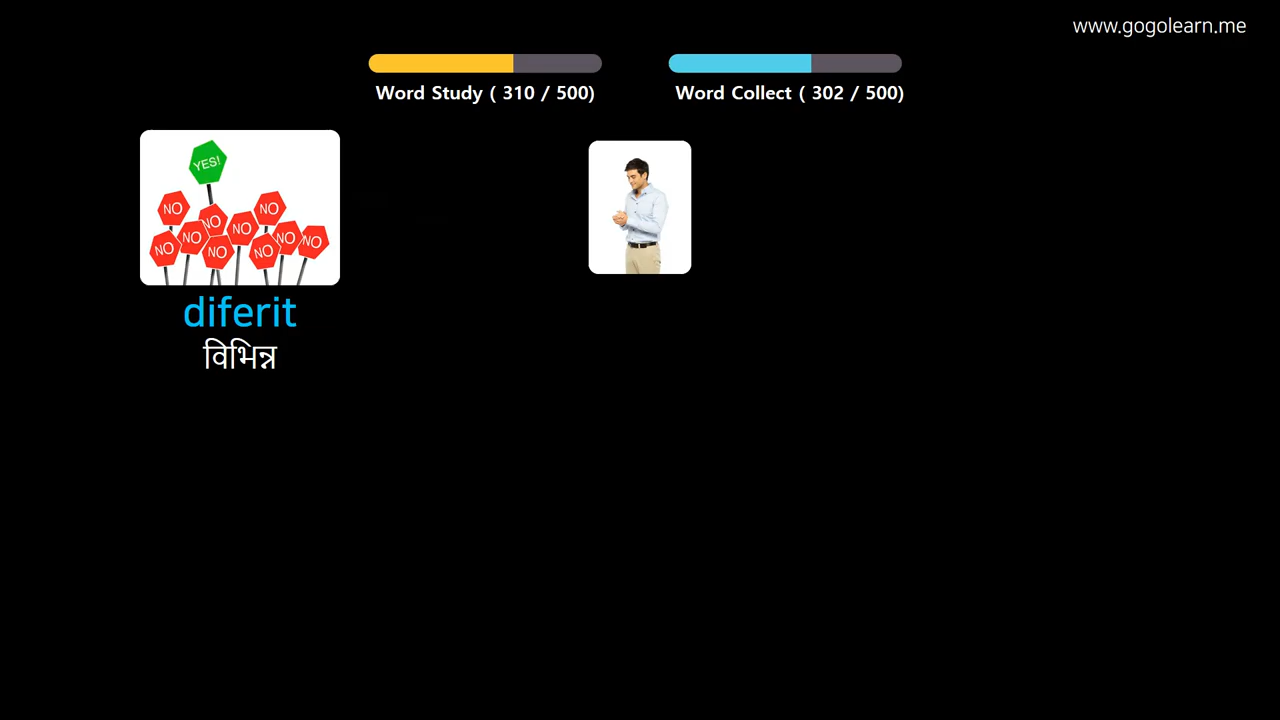 www.gogolearn.me
Word Study ( 310 / 500)
Word Collect ( 302 / 500)
YES!
NO
NO
NO
NO
NO
NO
NO
NO
NO
NO
diferit
विभिन्न